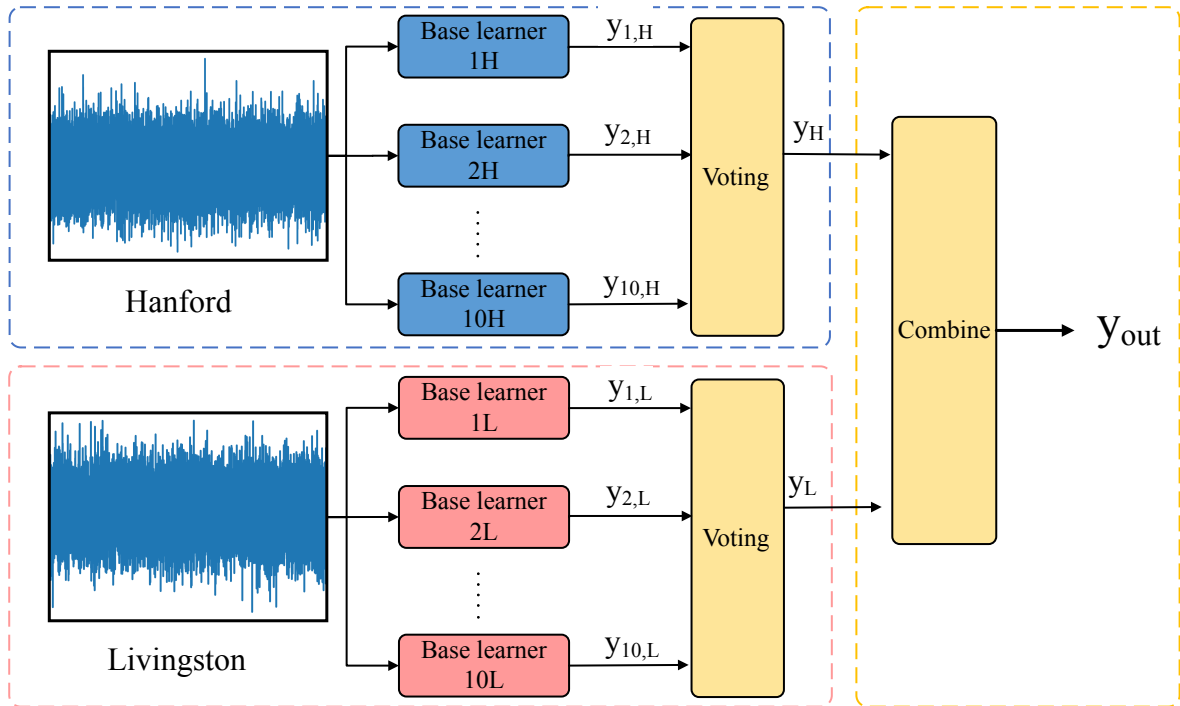 Base learner
1H
y1,H
Base learner
2H
y2,H
Base learner
10H
y10,H
Voting
yH
Hanford
Base learner
1L
y1,L
Base learner
2L
y2,L
Base learner
10L
y10,L
Voting
yL
Livingston
Combine
yout